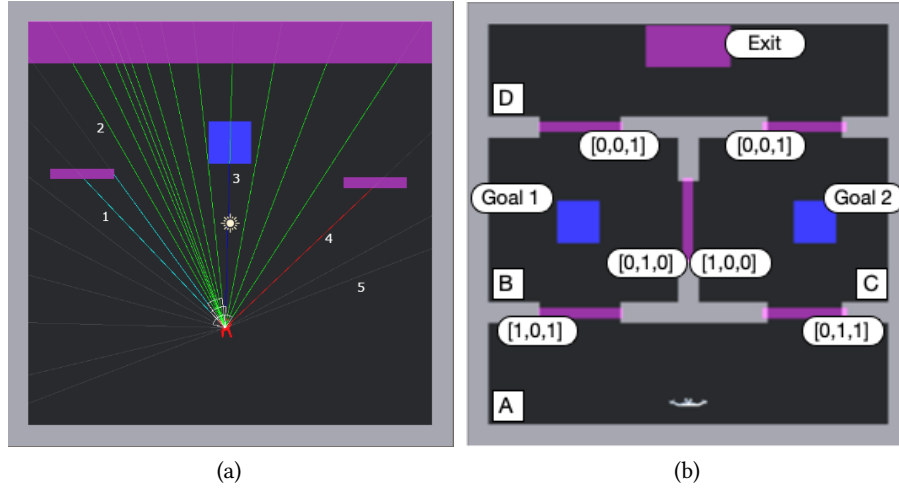 2
1
3
4
5
(a)
Exit
D
[0,0,1]
[0,0,1]
Goal 1
Goal 2
[0,1,0]
[1,0,0]
B
C
[1,0,1]
[0,1,1]
A
(b)